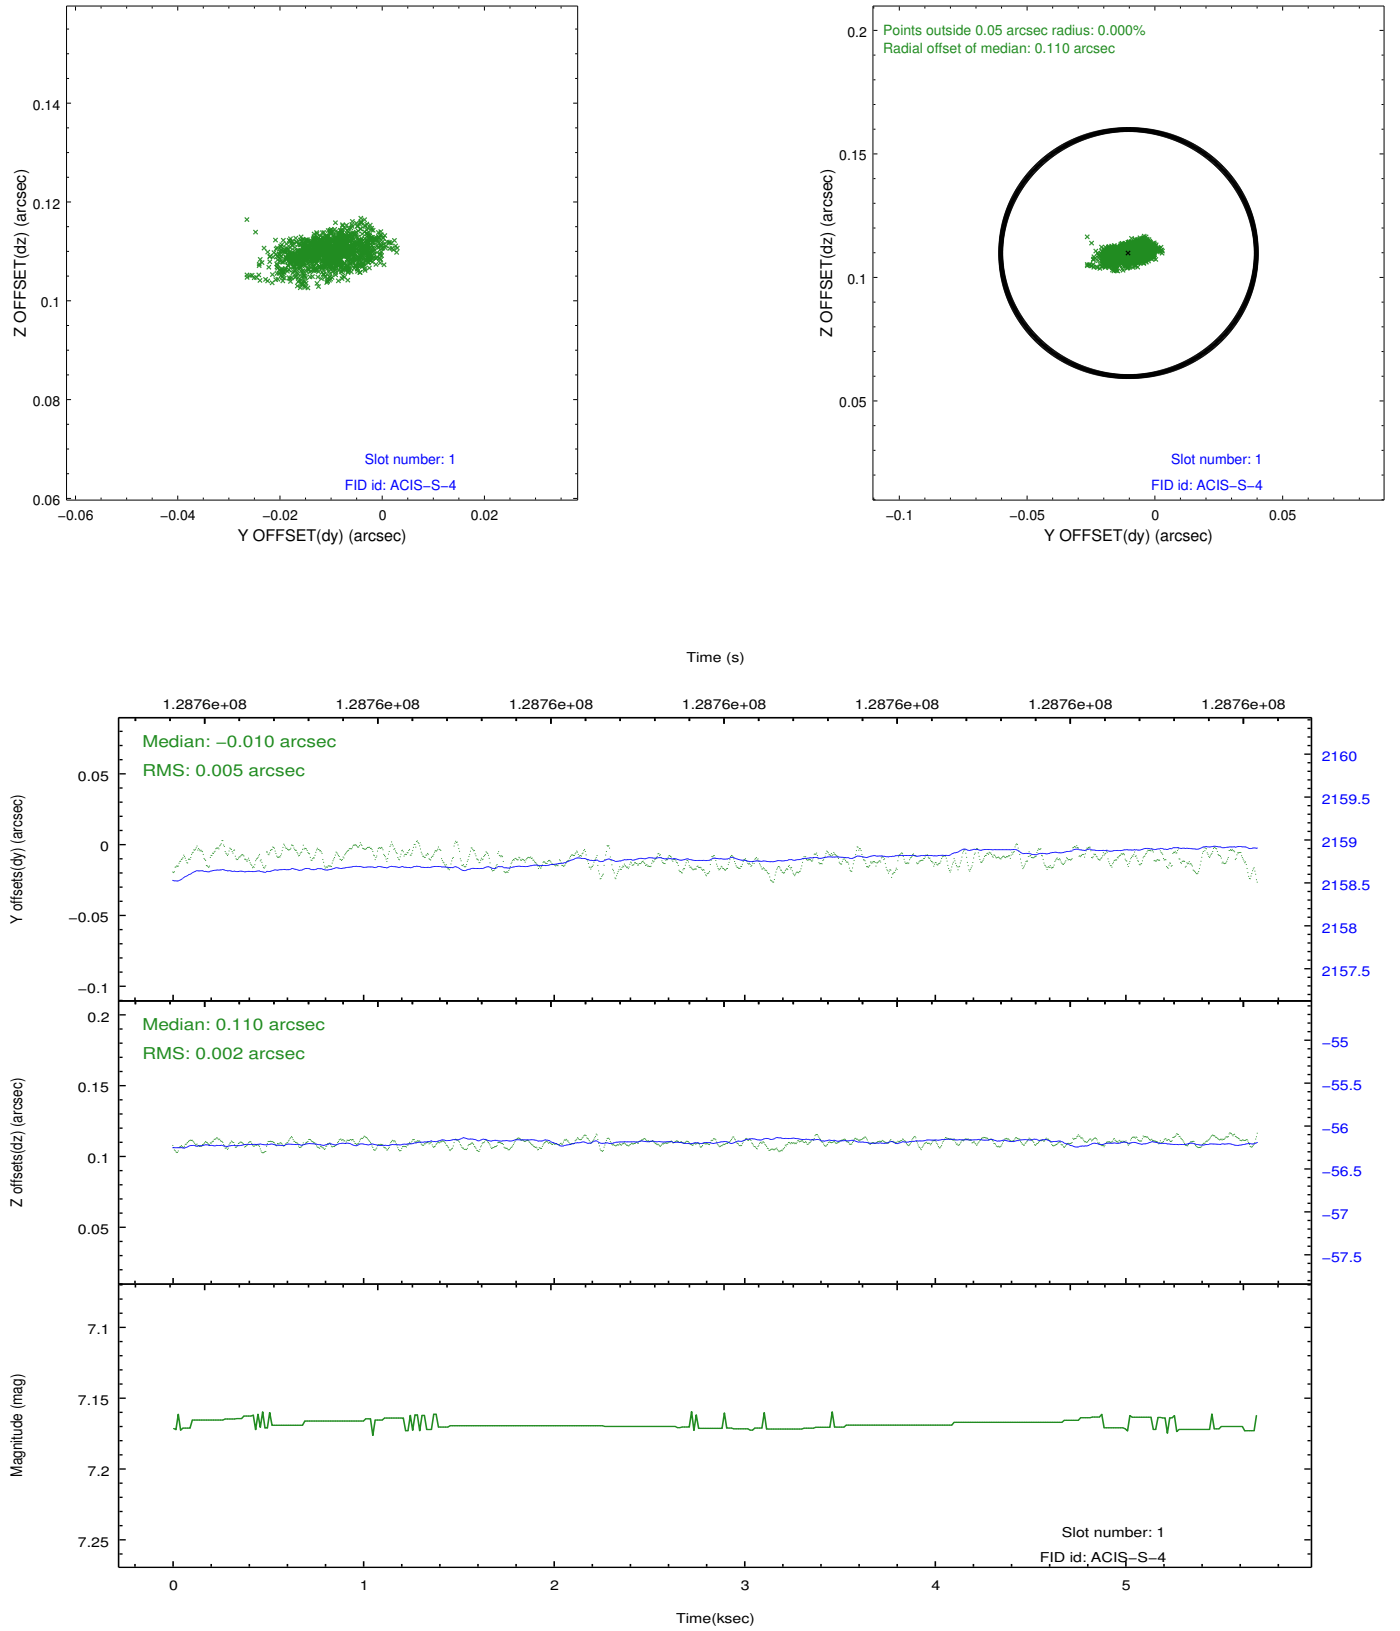 0.14
0.12
0.1
0.08
0.06
Z OFFSET(dz) (arcsec)
Slot number: 1
FID id: ACIS−S−4
−0.06
−0.04
−0.02
0
0.02
Y OFFSET(dy) (arcsec)
Points outside 0.05 arcsec radius: 0.000%
Radial offset of median: 0.110 arcsec
0.2
0.15
0.1
0.05
Z OFFSET(dz) (arcsec)
Slot number: 1
FID id: ACIS−S−4
−0.1
−0.05
0
0.05
Y OFFSET(dy) (arcsec)
Time (s)
1.2876e+08
1.2876e+08
1.2876e+08
1.2876e+08
1.2876e+08
1.2876e+08
1.2876e+08
Median: −0.010 arcsec
RMS: 0.005 arcsec
0.05
0
−0.05
−0.1
Y offsets(dy) (arcsec)
2160
2159.5
2159
2158.5
2158
2157.5
Median: 0.110 arcsec
RMS: 0.002 arcsec
0.2
0.15
0.1
0.05
Z offsets(dz) (arcsec)
−55
−55.5
−56
−56.5
−57
−57.5
7.1
7.15
7.2
7.25
Magnitude (mag)
Slot number: 1
FID id: ACIS−S−4
0
1
2
3
4
5
Time(ksec)